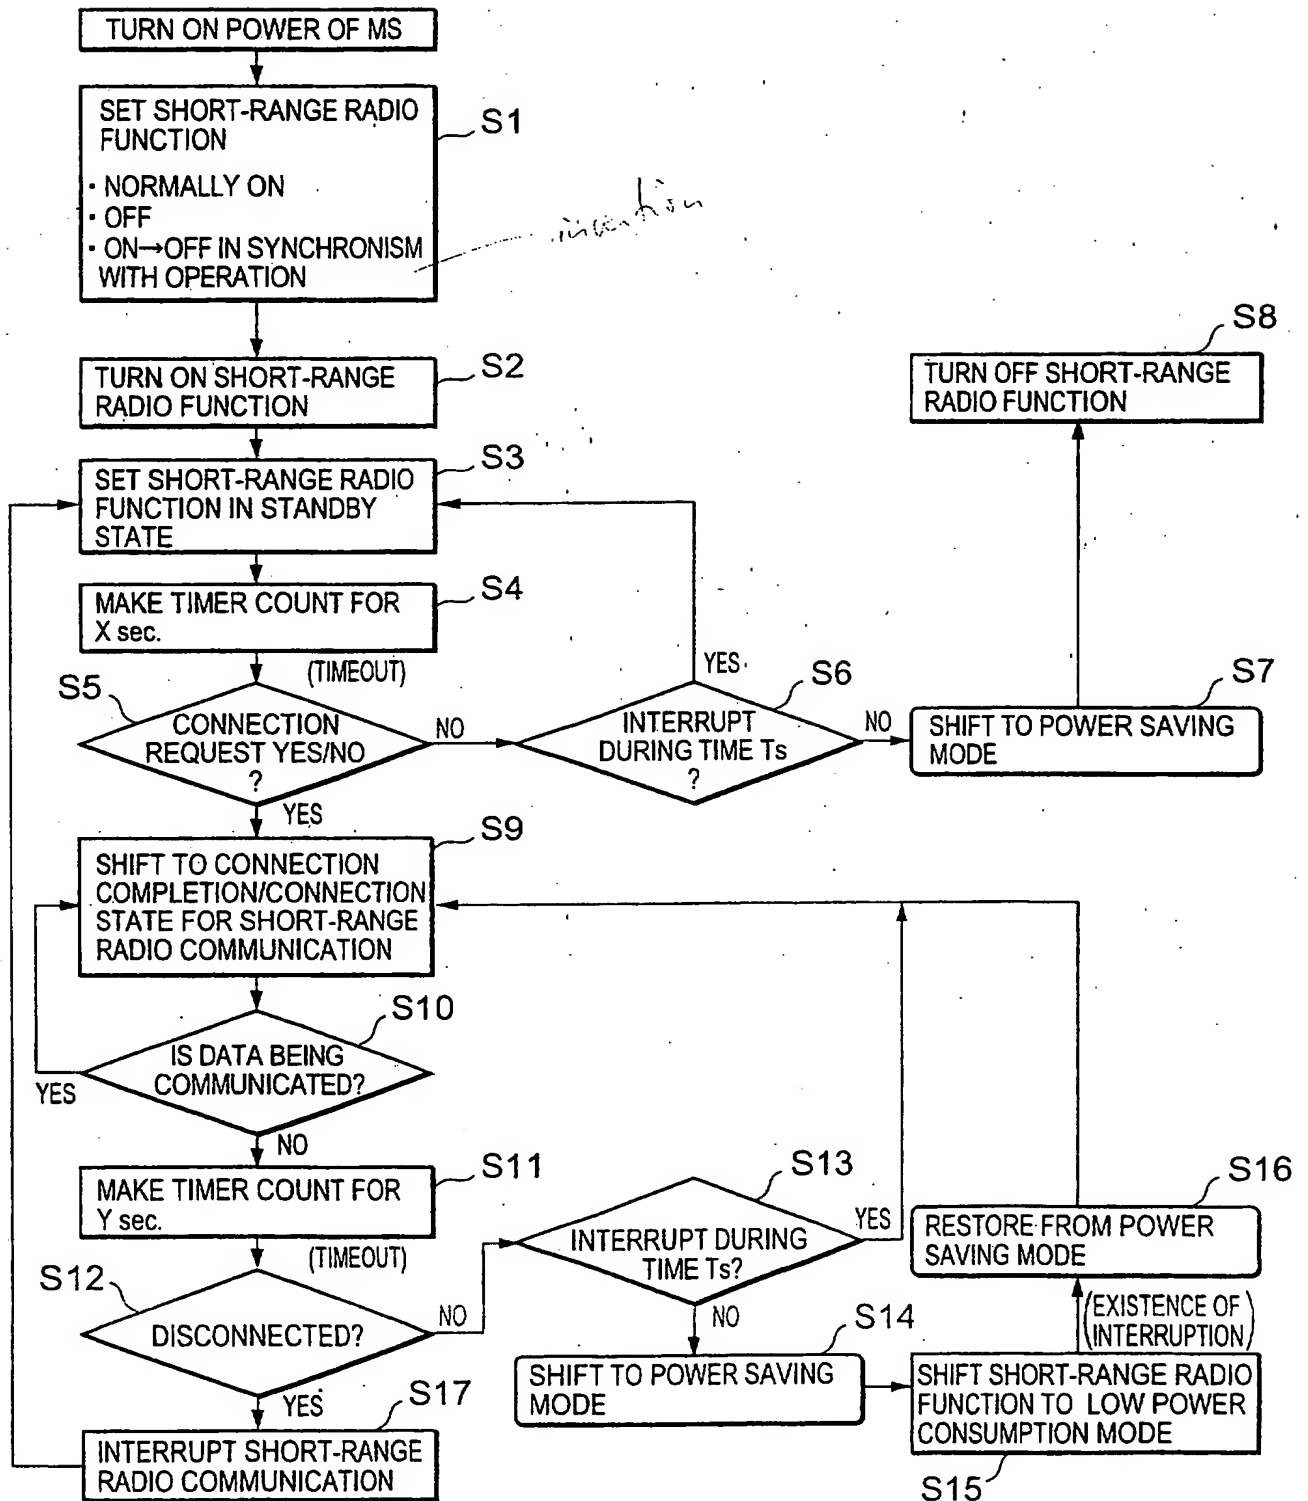 TURN ON POWER OF MS
SET SHORT-RANGE RADIO
FUNCTION
· NORMALLY ON
· OFF
· ON→OFF IN SYNCHRONISM
WITH OPERATION
S1
TURN ON SHORT-RANGE
RADIO FUNCTION
S2
S8
TURN OFF SHORT-RANGE
RADIO FUNCTION
SET SHORT-RANGE RADIO
FUNCTION IN STANDBY
STATE
S3
MAKE TIMER COUNT FOR
X sec.
S4
(TIMEOUT)
S5
CONNECTION
REQUEST YES/NO
?
NO
YES
YES
S6
INTERRUPT
DURING TIME Ts
?
NO
S7
SHIFT TO POWER SAVING
MODE
S9
SHIFT TO CONNECTION
COMPLETION/CONNECTION
STATE FOR SHORT-RANGE
RADIO COMMUNICATION
S10
IS DATA BEING
COMMUNICATED?
YES
NO
S11
MAKE TIMER COUNT FOR
Y sec.
(TIMEOUT)
S12
DISCONNECTED?
NO
YES
S13
INTERRUPT DURING
TIME Ts?
YES
NO
S14
SHIFT TO POWER SAVING
MODE
S16
RESTORE FROM POWER
SAVING MODE
(EXISTENCE OF
INTERRUPTION)
SHIFT SHORT-RANGE RADIO
FUNCTION TO LOW POWER
CONSUMPTION MODE
S15
S17
INTERRUPT SHORT-RANGE
RADIO COMMUNICATION